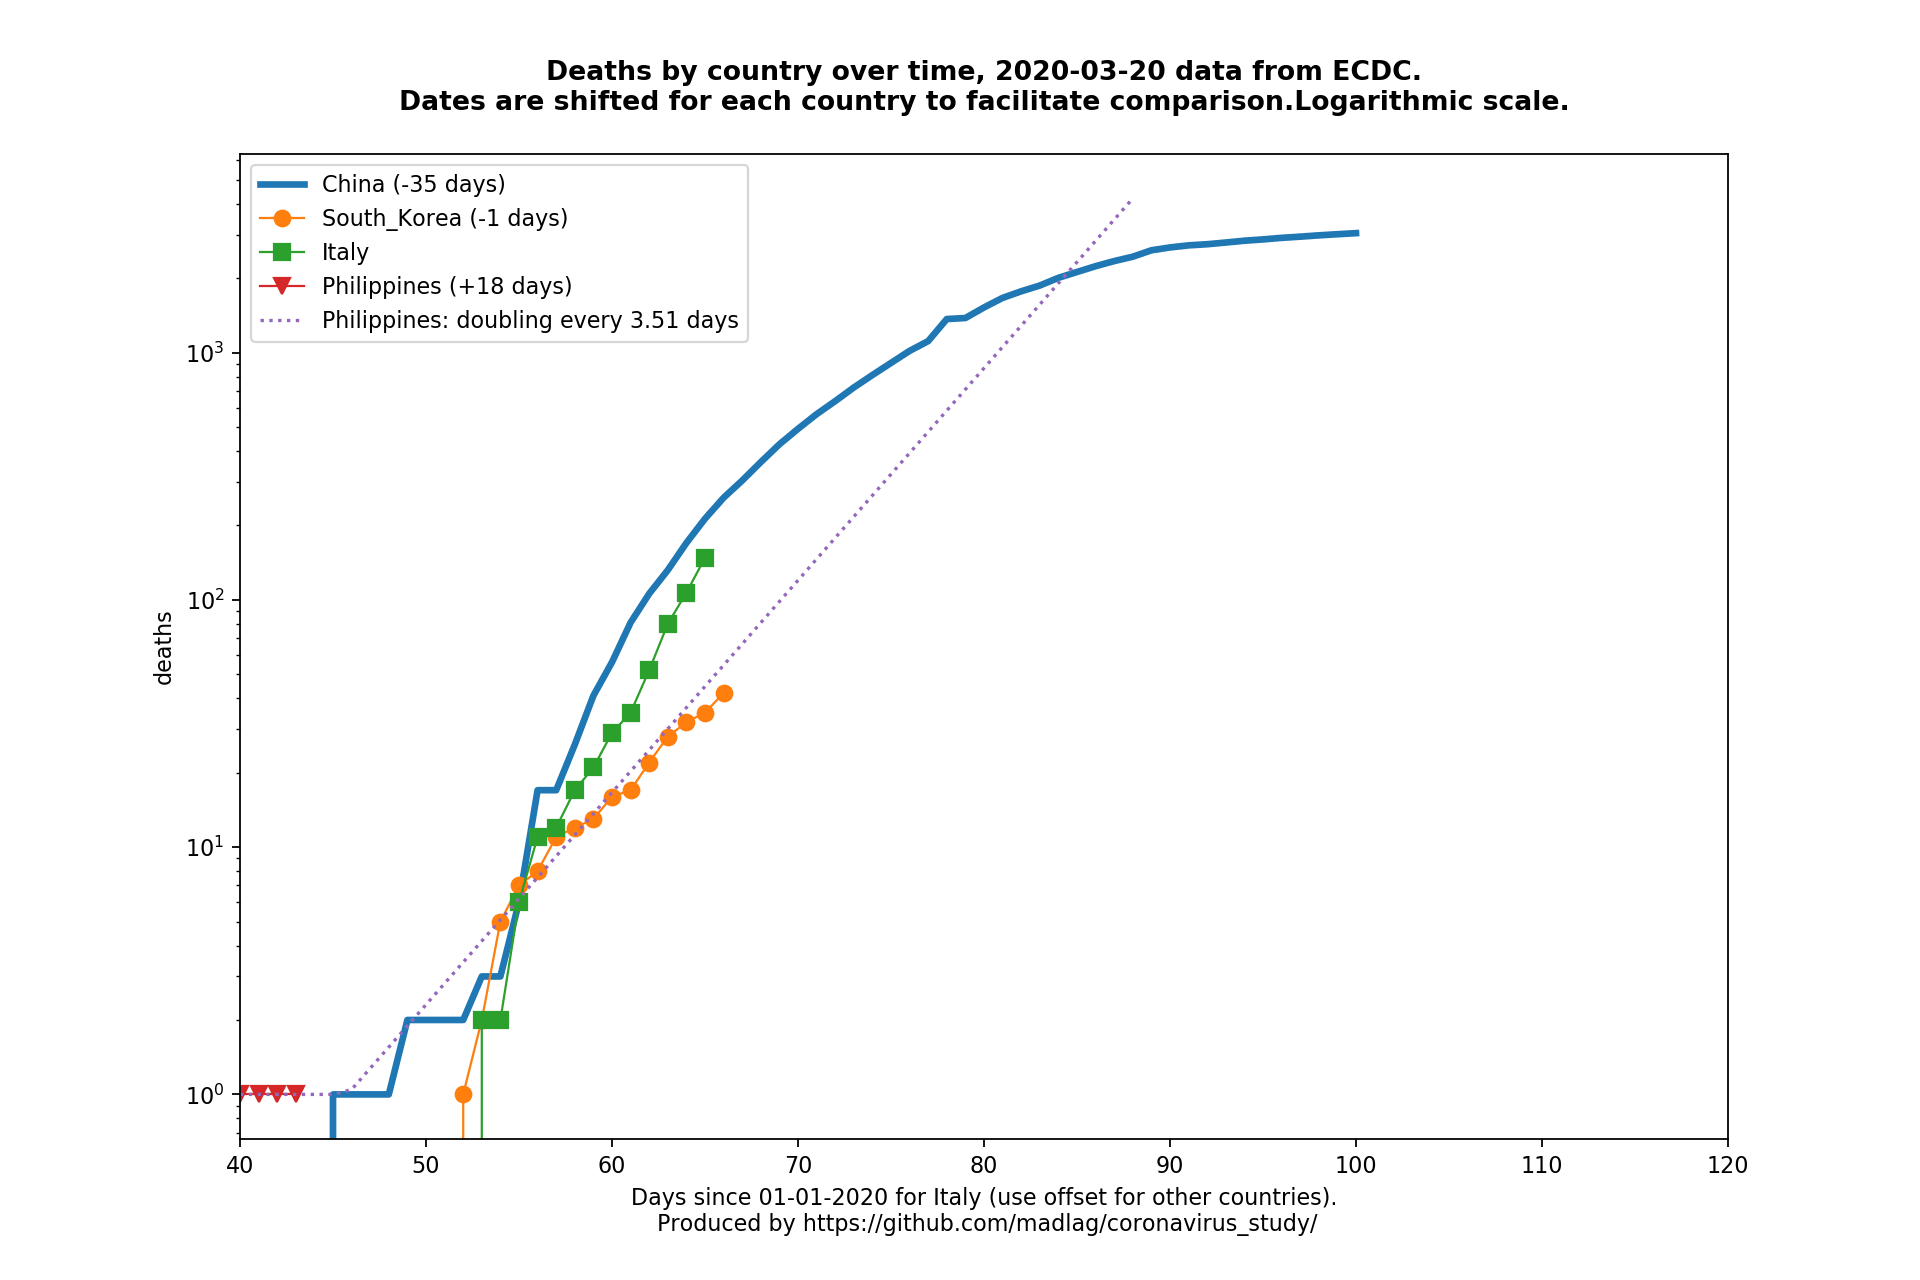 Deaths by country over time, 2020-03-20 data from ECDC.
Dates are shifted for each country to facilitate comparison.Logarithmic scale.
China (-35 days)
South_Korea (-1 days)
Italy
Philippines (+18 days)
Philippines: doubling every 3.51 days
10³
10²
10¹
10⁰
deaths
40 50 60 70 80 90 100 110 120
Days since 01-01-2020 for Italy (use offset for other countries).
Produced by https://github.com/madlag/coronavirus_study/